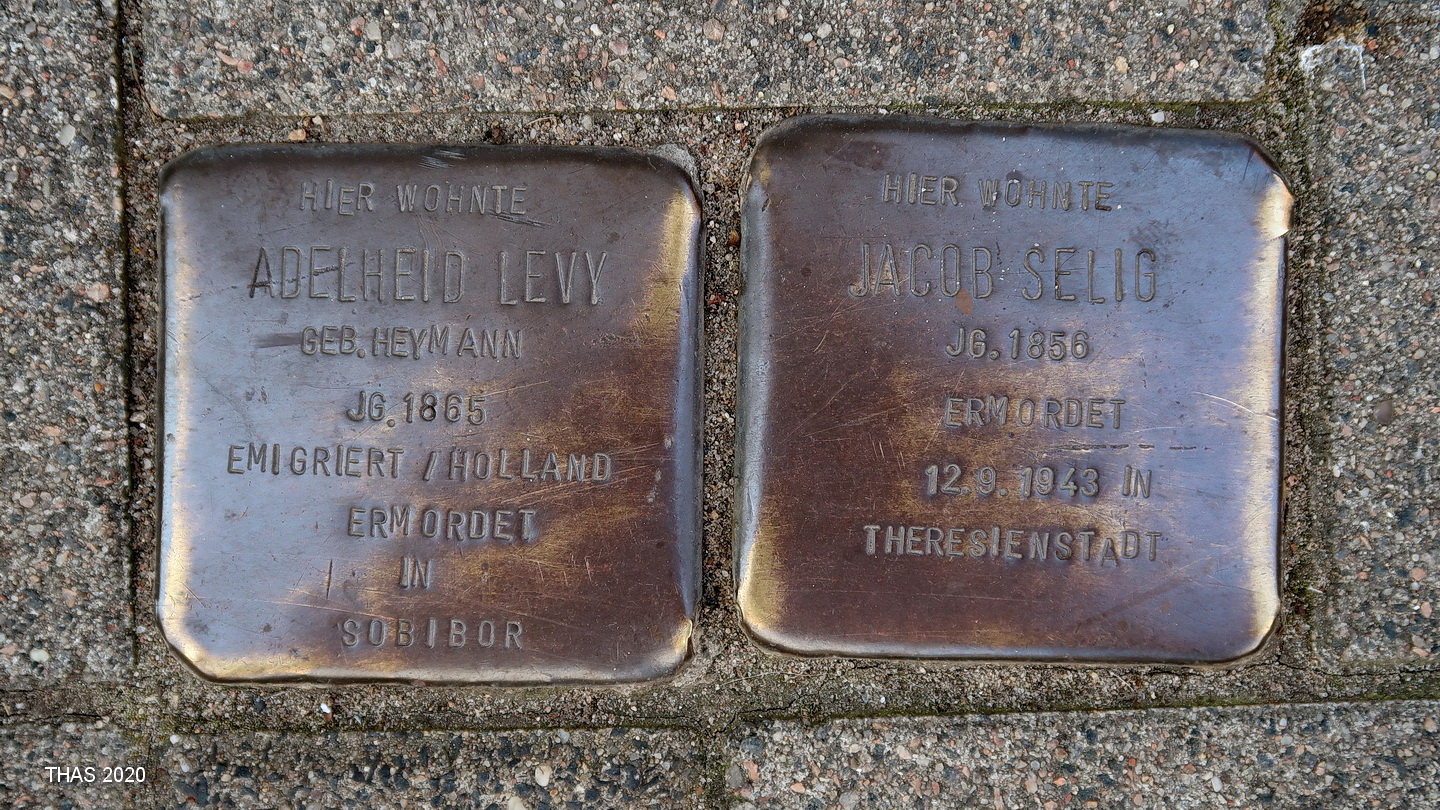 HIER WOHNTE
ADELHEID LEVY
GEB. HEYMANN
JG. 1865
EMIGRIERT / HOLLAND
ERMORDET
IN
SOBIBOR
HIER WOHNTE
JACOB SELIG
JG. 1856
ERMORDET
12.9.1943 IN
THERESIENSTADT
THAS 2020